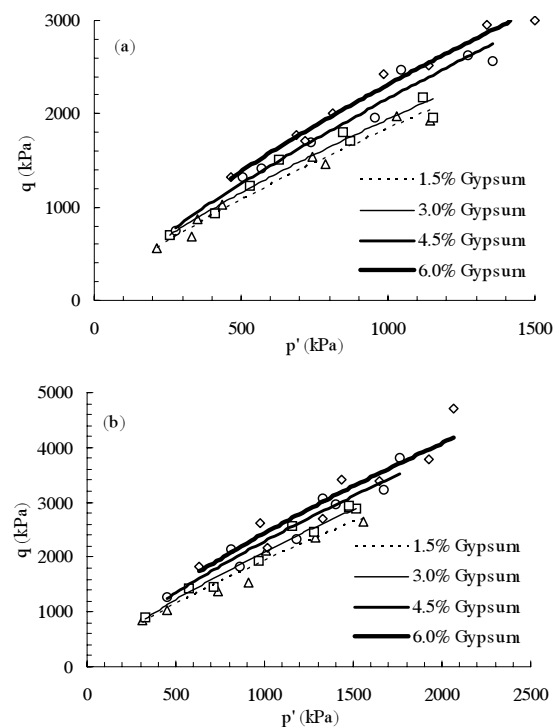 3000
(a)
2000
q (kPa)
1.5% Gypsum
3.0% Gypsum
1000
4.5% Gypsum
6.0% Gypsum
0
0 500 1000 1500
p' (kPa)
5000
(b)
4000
3000
q (kPa)
1.5% Gypsum
2000
3.0% Gypsum
4.5% Gypsum
1000
6.0% Gypsum
0
0 500 1000 1500 2000 2500
p' (kPa)